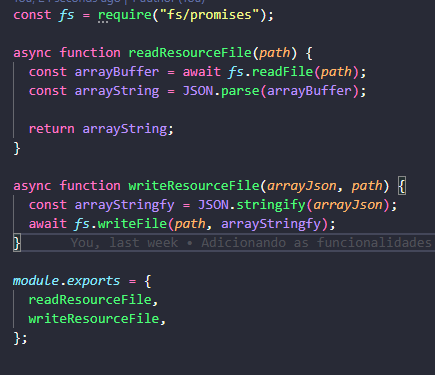 const fs = require("fs/promises");
async function readResourceFile(path) {
const arrayBuffer = await fs.readFile(path);
const arrayString = JSON.parse(arrayBuffer);
return arrayString;
}
async function writeResourceFile(arrayJson, path) {
const arrayStringfy = JSON.stringify(arrayJson);
await fs.writeFile(path, arrayStringfy);
} You, last week • Adicionando as funcionalidades
module.exports = {
readResourceFile,
writeResourceFile,
};